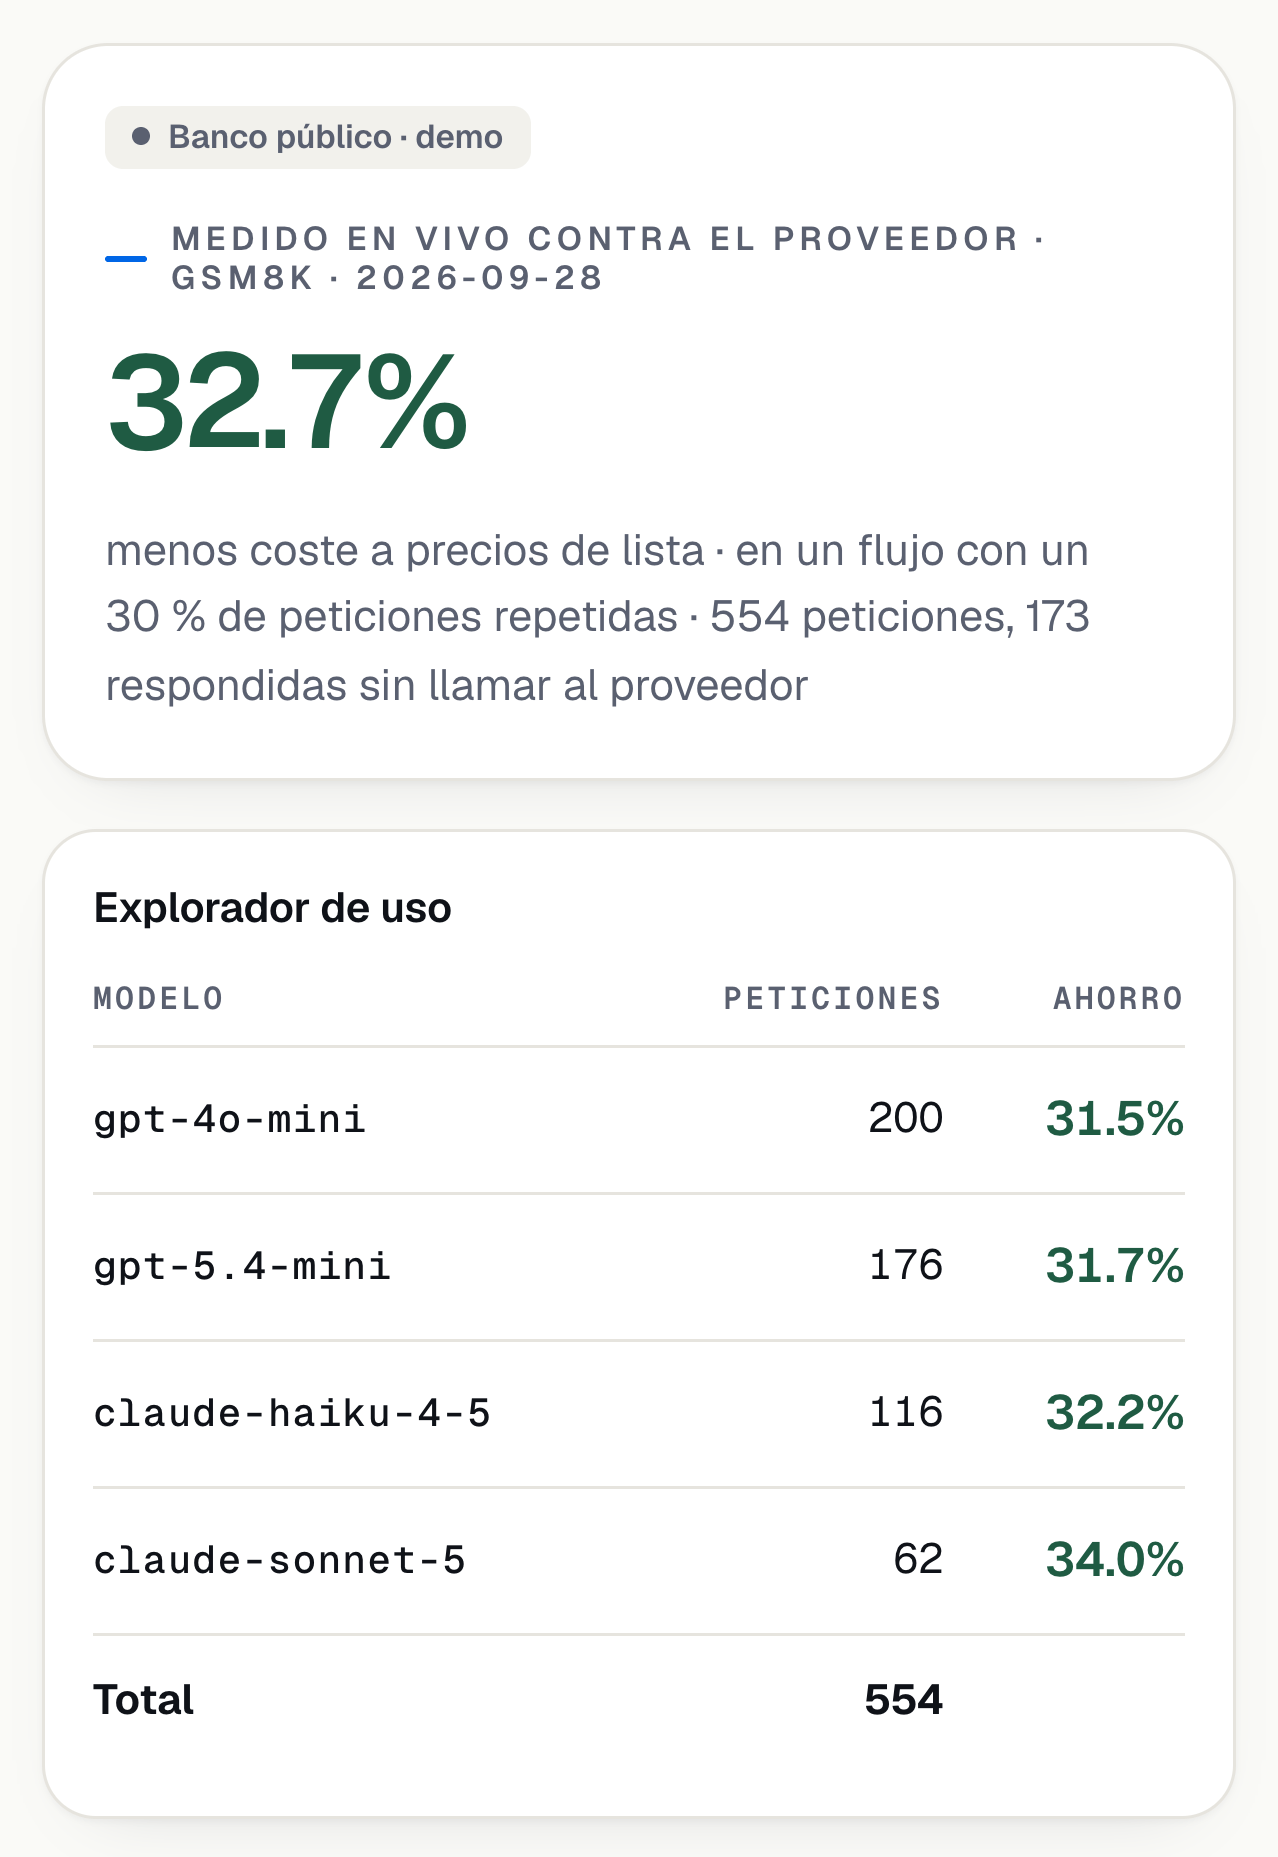 Banco público · demo
MEDIDO EN VIVO CONTRA EL PROVEEDOR ·
GSM8K · 2026-09-28
32.7%
menos coste a precios de lista · en un flujo con un
30 % de peticiones repetidas · 554 peticiones, 173
respondidas sin llamar al proveedor
Explorador de uso
MODELO PETICIONES AHORRO
gpt-4o-mini 200 31.5%
gpt-5.4-mini 176 31.7%
claude-haiku-4-5 116 32.2%
claude-sonnet-5 62 34.0%
Total 554